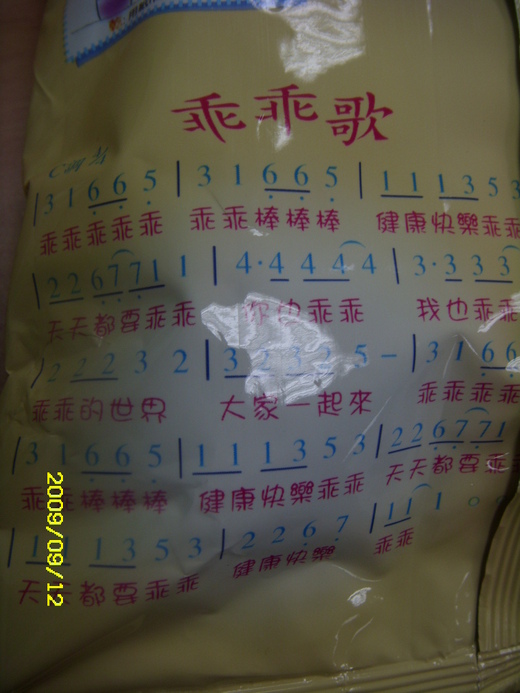 乖乖歌
C 4/4
|3 1 6 6 5 |3 1 6 6 5 |1 1 1 3 5 3
乖乖乖乖乖 乖乖棒棒棒 健康快樂乖乖
|2 2 6 7 7 1 1 |4·4 4 4 4 |3·3 3 3
天天都要乖乖 你也乖乖 我也乖乖
2 2 2 3 2 |3 2 3 2 5 – |3 1 6 6
乖乖的世界 大家一起來 乖乖乖乖
|3 1 6 6 5 |1 1 1 3 5 3 |2 2 6 7 7 1
乖乖棒棒棒 健康快樂乖乖 天天都要乖
|1 1 1 3 5 3 |2 2 6 7 |1 1 1 ○
天天都要乖乖 健康快樂 乖乖
2009/09/12